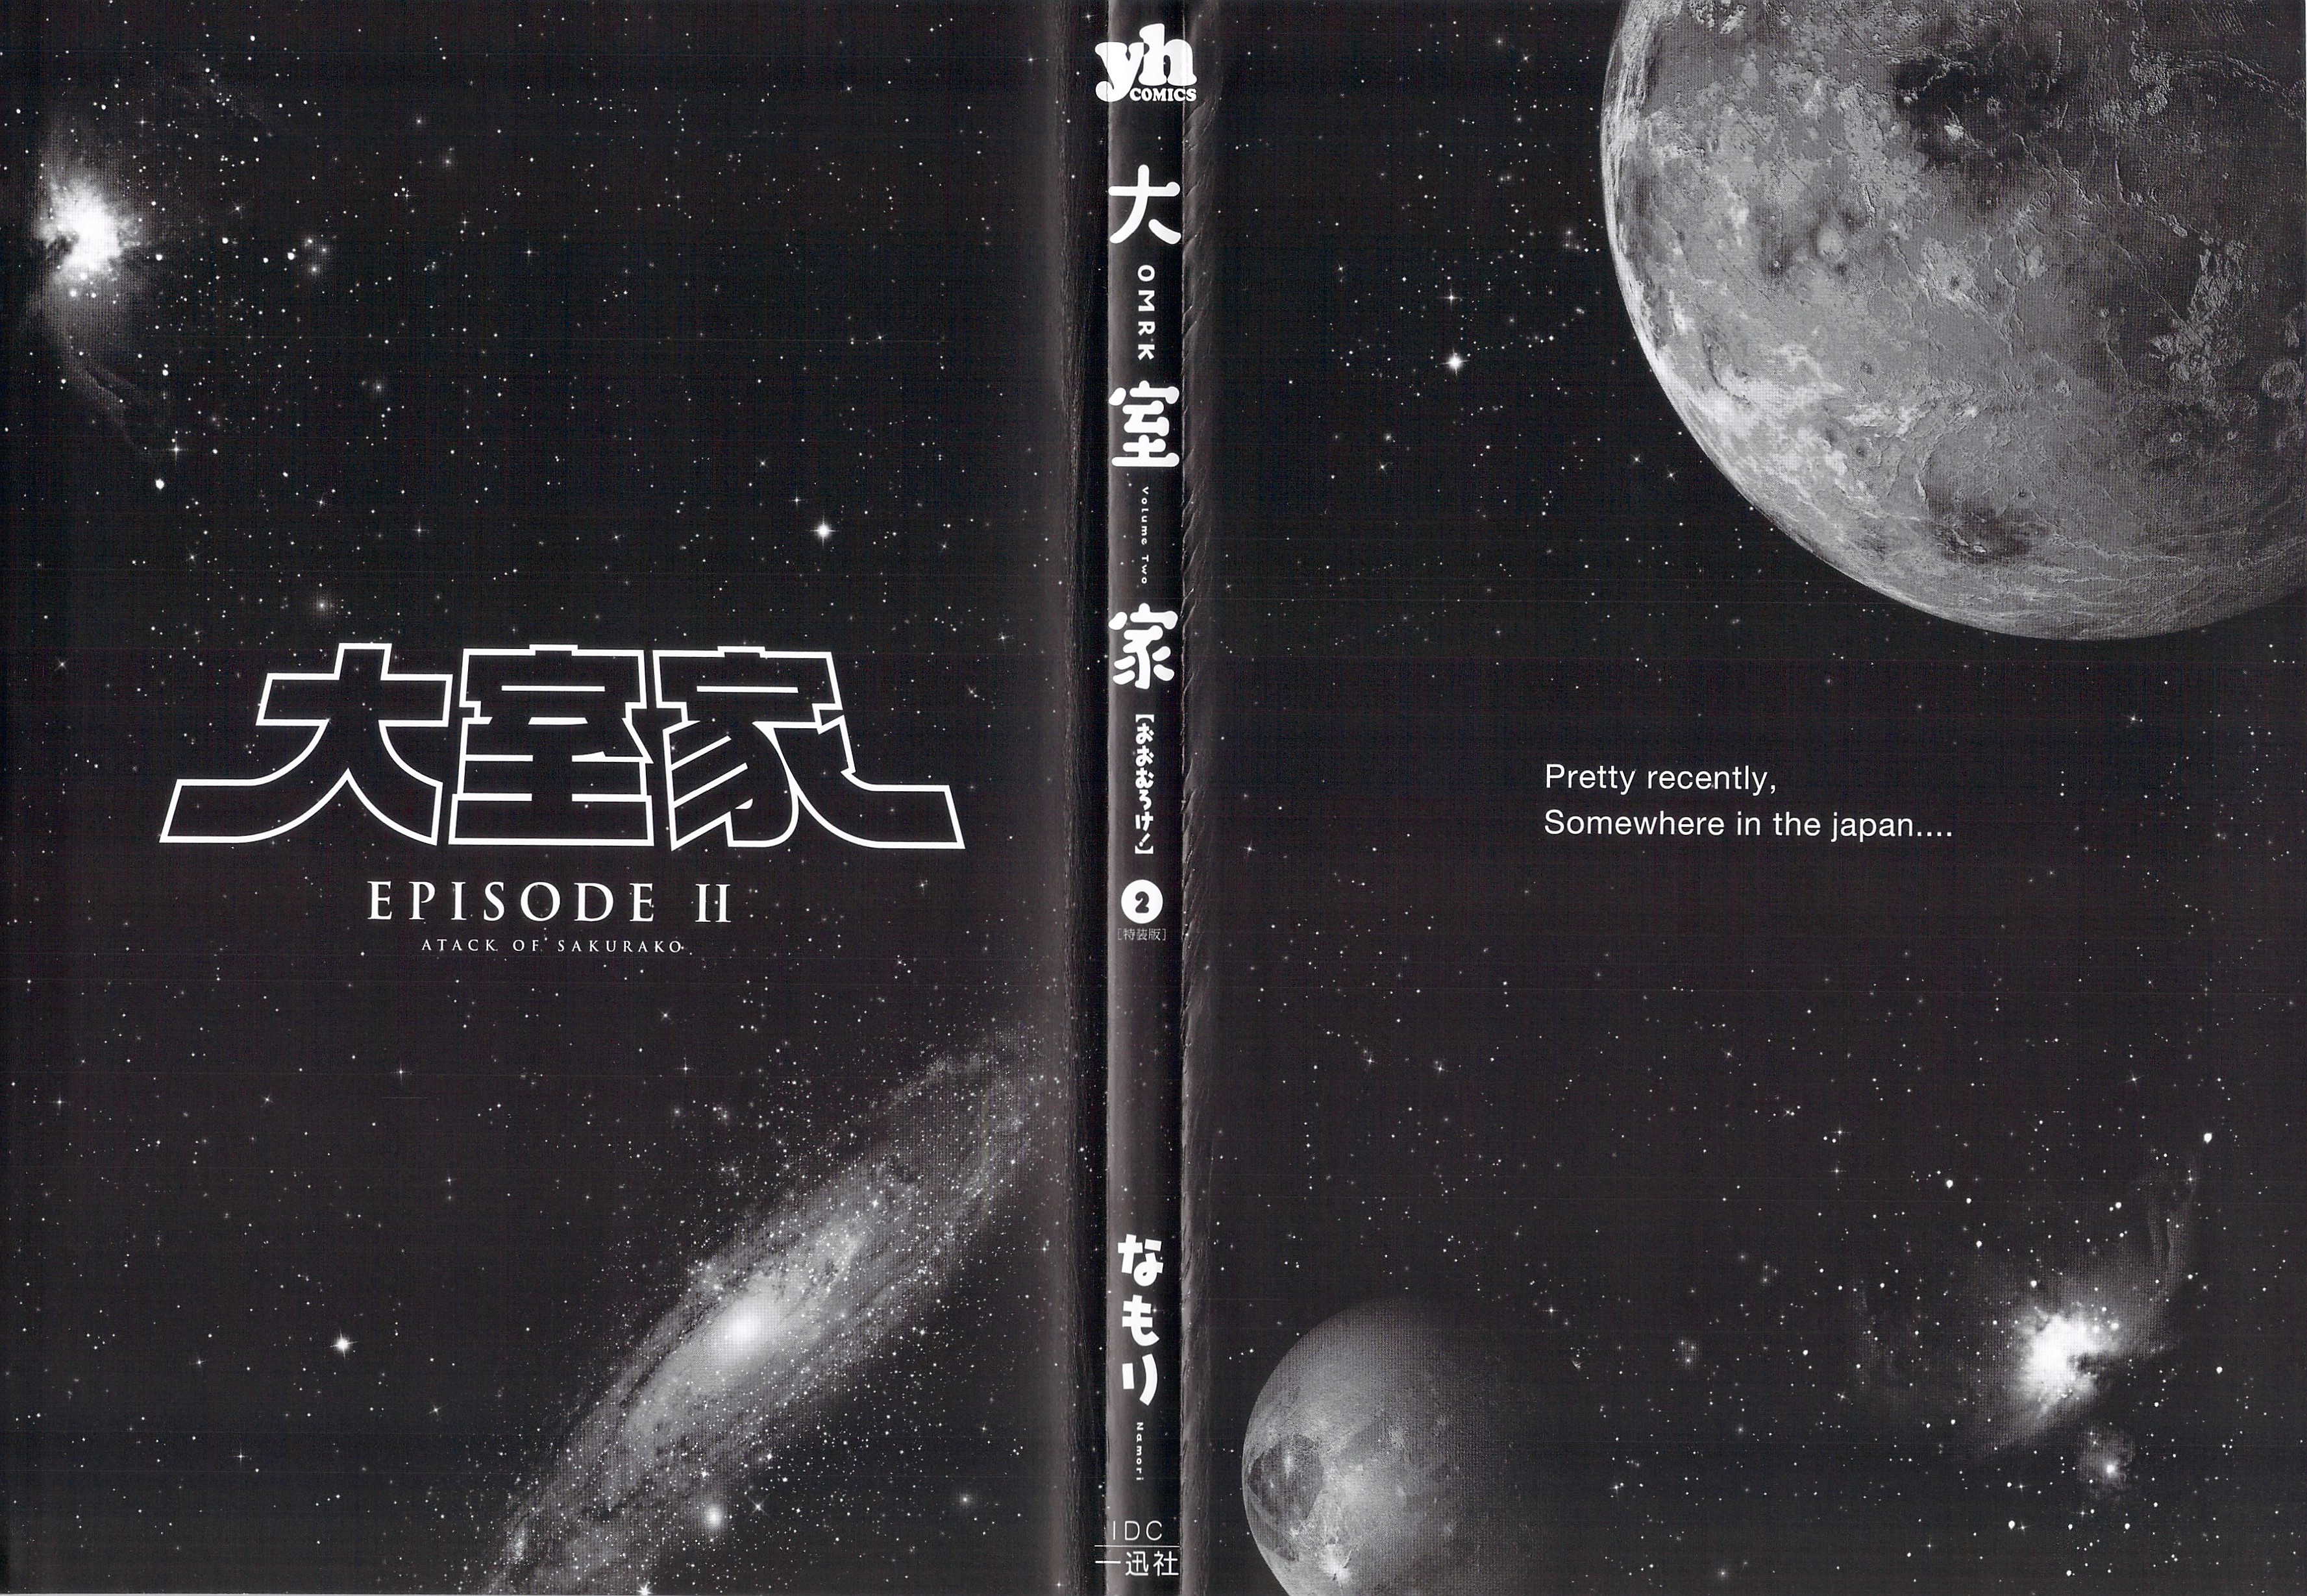 大室家
EPISODE II
ATACK OF SAKURAKO
yh
COMICS
大
OMRK
室
Volume Two
家
【おおむろけ!】
2
[特装版]
なもり
Namori
IDC
一迅社
Pretty recently,
Somewhere in the japan....